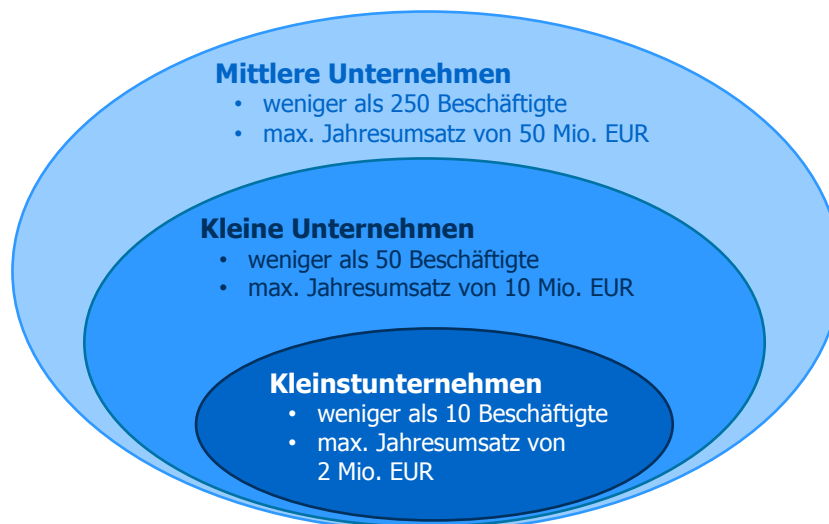 Mittlere Unternehmen
• weniger als 250 Beschäftigte
• max. Jahresumsatz von 50 Mio. EUR
Kleine Unternehmen
• weniger als 50 Beschäftigte
• max. Jahresumsatz von 10 Mio. EUR
Kleinstunternehmen
• weniger als 10 Beschäftigte
• max. Jahresumsatz von
2 Mio. EUR